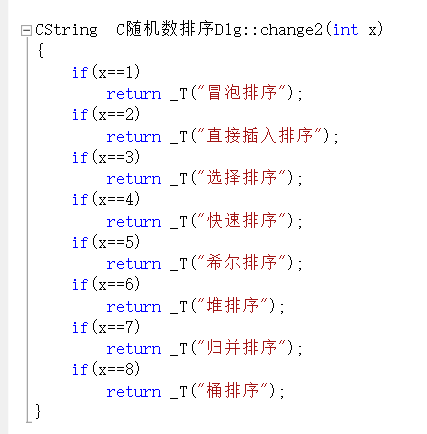 CString  C随机数排序Dlg::change2(int x)
{
    if(x==1)
        return _T("冒泡排序");
    if(x==2)
        return _T("直接插入排序");
    if(x==3)
        return _T("选择排序");
    if(x==4)
        return _T("快速排序");
    if(x==5)
        return _T("希尔排序");
    if(x==6)
        return _T("堆排序");
    if(x==7)
        return _T("归并排序");
    if(x==8)
        return _T("桶排序");
}